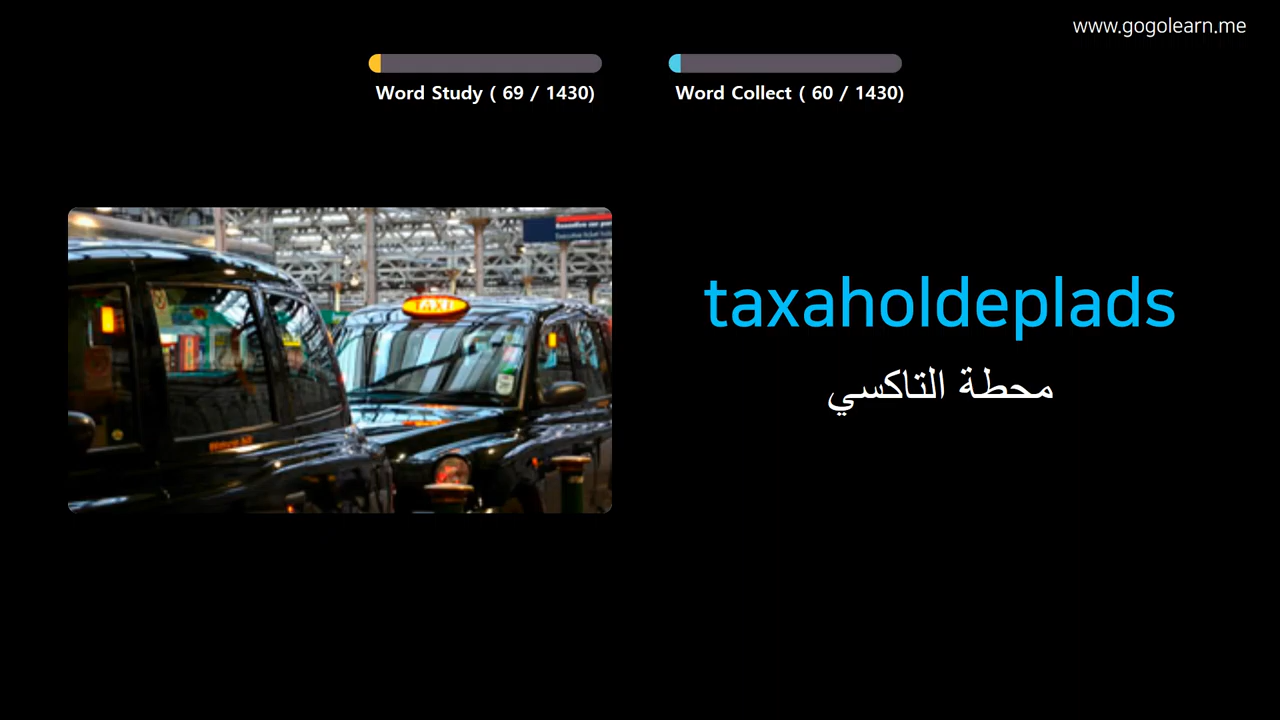 www.gogolearn.me
Word Study ( 69 / 1430)
Word Collect ( 60 / 1430)
TAXI
taxaholdeplads
محطة التاكسي